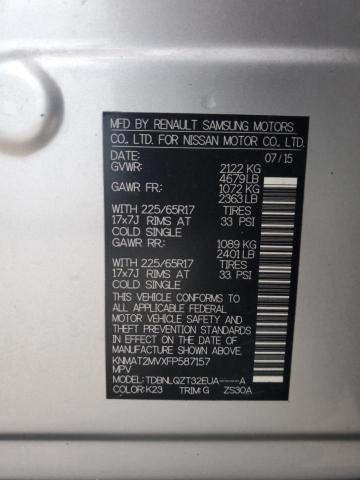 MFD BY RENAULT SAMSUNG MOTORS
CO., LTD. FOR NISSAN MOTOR CO., LTD.
DATE: 07/15
GVWR: 2122 KG
4679 LB
GAWR FR: 1072 KG
2363 LB
WITH 225/65R17 TIRES
17x7J RIMS AT 33 PSI
COLD SINGLE
GAWR RR: 1089 KG
2401 LB
WITH 225/65R17 TIRES
17x7J RIMS AT 33 PSI
COLD SINGLE
THIS VEHICLE CONFORMS TO
ALL APPLICABLE FEDERAL
MOTOR VEHICLE SAFETY AND
THEFT PREVENTION STANDARDS
IN EFFECT ON THE DATE OF
MANUFACTURE SHOWN ABOVE.
KNMAT2MVXFP587157
MPV
MODEL: TDBNLQZT32EUA----A
COLOR: K23 TRIM: G ZS30A